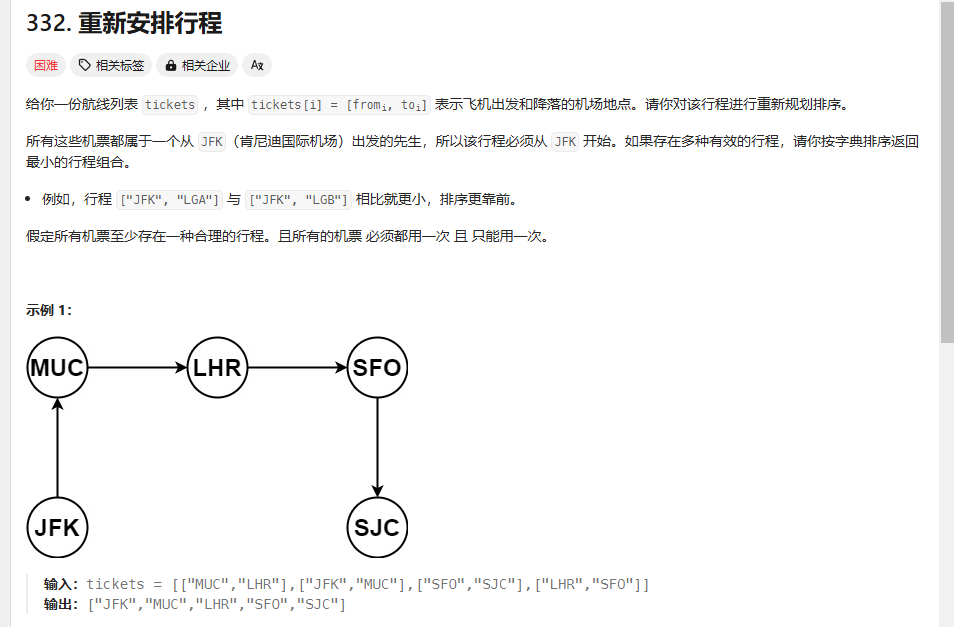 332. 重新安排行程
困难 相关标签 相关企业 Ax
给你一份航线列表 tickets ，其中 tickets[i] = [fromi, toi] 表示飞机出发和降落的机场地点。请你对该行程进行重新规划排序。
所有这些机票都属于一个从 JFK（肯尼迪国际机场）出发的先生，所以该行程必须从 JFK 开始。如果存在多种有效的行程，请你按字典排序返回
最小的行程组合。
• 例如，行程 ["JFK", "LGA"] 与 ["JFK", "LGB"] 相比就更小，排序更靠前。
假定所有机票至少存在一种合理的行程。且所有的机票 必须都用一次 且 只能用一次。
示例 1：
MUC LHR SFO
JFK SJC
输入：tickets = [["MUC","LHR"],["JFK","MUC"],["SFO","SJC"],["LHR","SFO"]]
输出：["JFK","MUC","LHR","SFO","SJC"]